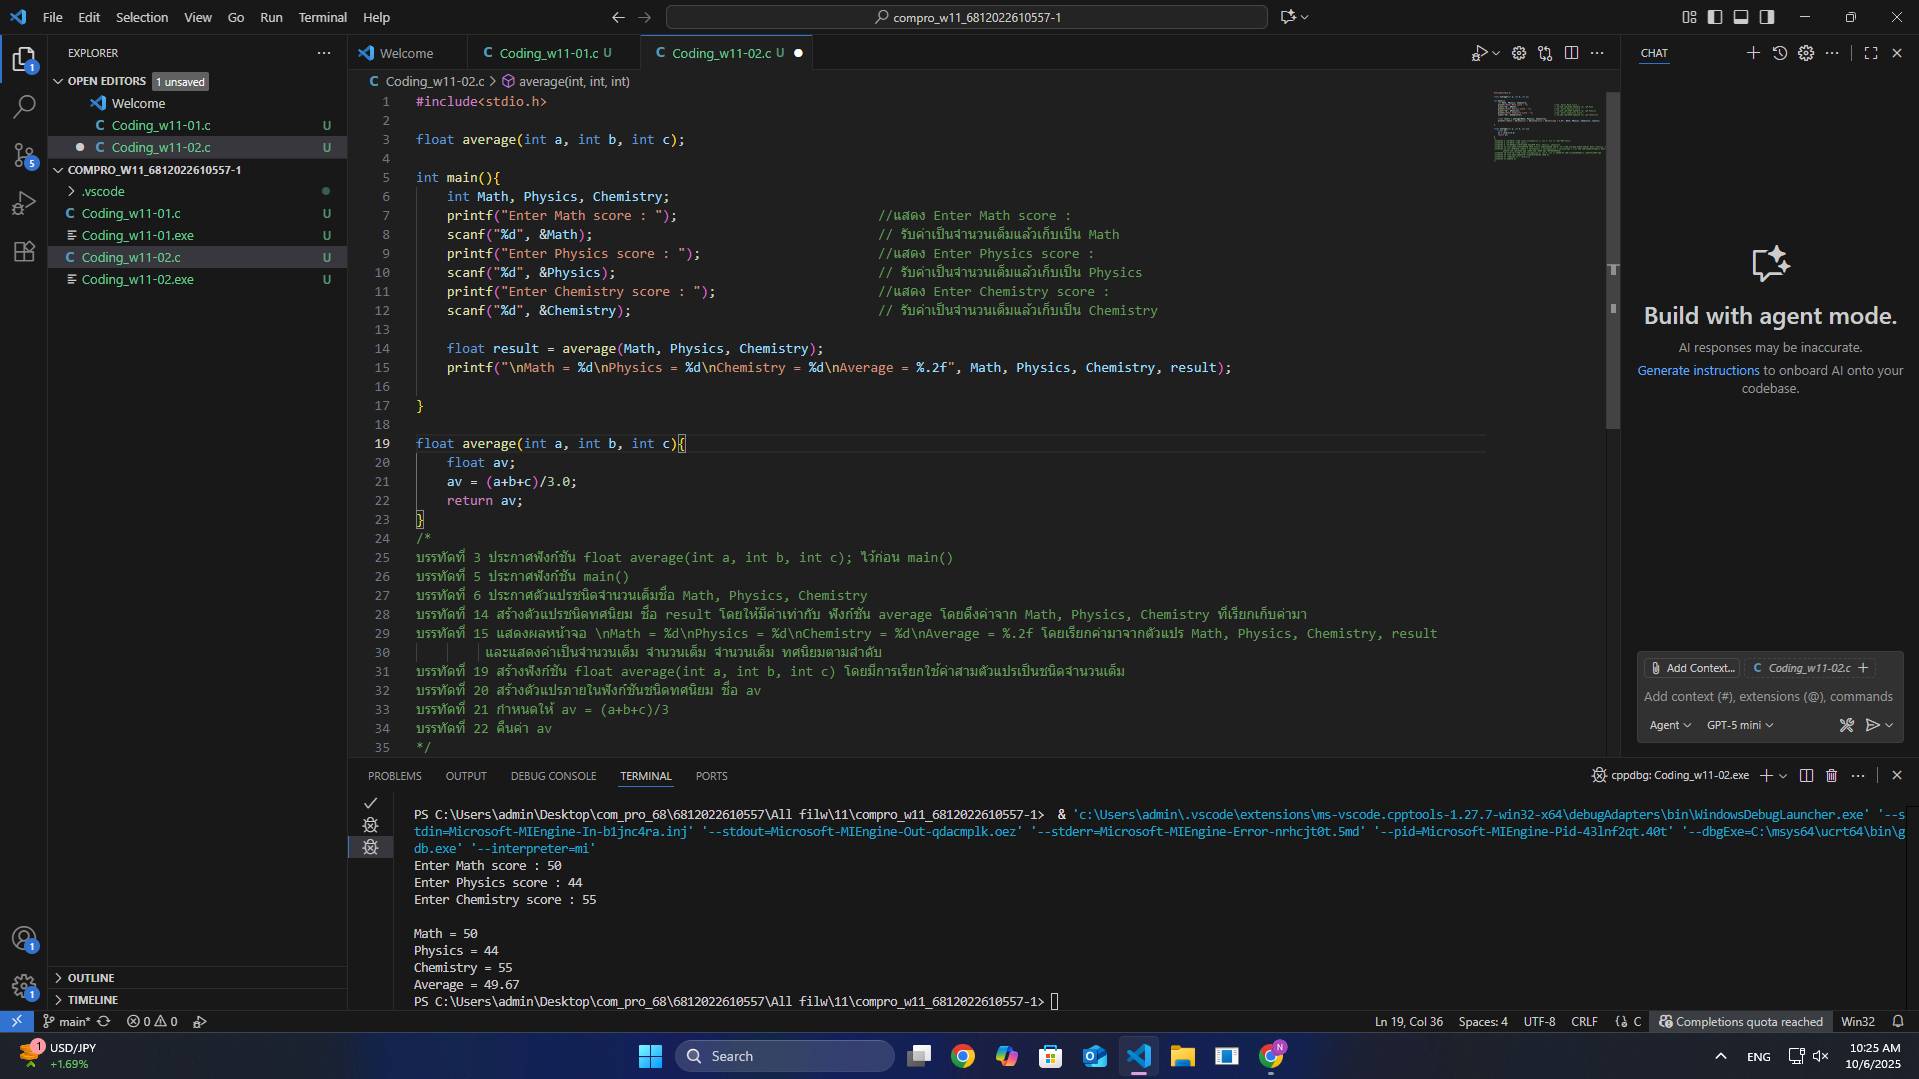 File Edit Selection View Go Run Terminal Help
compro_w11_6812022610557-1
EXPLORER
OPEN EDITORS 1 unsaved
Welcome
Coding_w11-01.c U
Coding_w11-02.c U
COMPRO_W11_6812022610557-1
.vscode
Coding_w11-01.c U
Coding_w11-01.exe U
Coding_w11-02.c U
Coding_w11-02.exe U
OUTLINE
TIMELINE
Welcome Coding_w11-01.c U Coding_w11-02.c U
Coding_w11-02.c > average(int, int, int)
1 #include<stdio.h>
2
3 float average(int a, int b, int c);
4
5 int main(){
6 int Math, Physics, Chemistry;
7 printf("Enter Math score : "); //แสดง Enter Math score :
8 scanf("%d", &Math); // รับค่าเป็นจำนวนเต็มแล้วเก็บเป็น Math
9 printf("Enter Physics score : "); //แสดง Enter Physics score :
10 scanf("%d", &Physics); // รับค่าเป็นจำนวนเต็มแล้วเก็บเป็น Physics
11 printf("Enter Chemistry score : "); //แสดง Enter Chemistry score :
12 scanf("%d", &Chemistry); // รับค่าเป็นจำนวนเต็มแล้วเก็บเป็น Chemistry
13
14 float result = average(Math, Physics, Chemistry);
15 printf("\nMath = %d\nPhysics = %d\nChemistry = %d\nAverage = %.2f", Math, Physics, Chemistry, result);
16
17 }
18
19 float average(int a, int b, int c){
20 float av;
21 av = (a+b+c)/3.0;
22 return av;
23 }
24 /*
25 บรรทัดที่ 3 ประกาศฟังก์ชัน float average(int a, int b, int c); ไว้ก่อน main()
26 บรรทัดที่ 5 ประกาศฟังก์ชัน main()
27 บรรทัดที่ 6 ประกาศตัวแปรชนิดจำนวนเต็มชื่อ Math, Physics, Chemistry
28 บรรทัดที่ 14 สร้างตัวแปรชนิดทศนิยม ชื่อ result โดยให้มีค่าเท่ากับ ฟังก์ชัน average โดยดึงค่าจาก Math, Physics, Chemistry ที่เรียกเก็บค่ามา
29 บรรทัดที่ 15 แสดงผลหน้าจอ \nMath = %d\nPhysics = %d\nChemistry = %d\nAverage = %.2f โดยเรียกค่ามาจากตัวแปร Math, Physics, Chemistry, result
30 และแสดงค่าเป็นจำนวนเต็ม จำนวนเต็ม จำนวนเต็ม ทศนิยมตามลำดับ
31 บรรทัดที่ 19 สร้างฟังก์ชัน float average(int a, int b, int c) โดยมีการเรียกใช้ค่าสามตัวแปรเป็นชนิดจำนวนเต็ม
32 บรรทัดที่ 20 สร้างตัวแปรภายในฟังก์ชันชนิดทศนิยม ชื่อ av
33 บรรทัดที่ 21 กำหนดให้ av = (a+b+c)/3
34 บรรทัดที่ 22 คืนค่า av
35 */
PROBLEMS OUTPUT DEBUG CONSOLE TERMINAL PORTS
cppdbg: Coding_w11-02.exe
PS C:\Users\admin\Desktop\com_pro_68\6812022610557\All filw\11\compro_w11_6812022610557-1> & 'c:\Users\admin\.vscode\extensions\ms-vscode.cpptools-1.27.7-win32-x64\debugAdapters\bin\WindowsDebugLauncher.exe' '--s
tdin=Microsoft-MIEngine-In-b1jnc4ra.inj' '--stdout=Microsoft-MIEngine-Out-qdacmplk.oez' '--stderr=Microsoft-MIEngine-Error-nrhcjt0t.5md' '--pid=Microsoft-MIEngine-Pid-43lnf2qt.40t' '--dbgExe=C:\msys64\ucrt64\bin\g
db.exe' '--interpreter=mi'
Enter Math score : 50
Enter Physics score : 44
Enter Chemistry score : 55
Math = 50
Physics = 44
Chemistry = 55
Average = 49.67
PS C:\Users\admin\Desktop\com_pro_68\6812022610557\All filw\11\compro_w11_6812022610557-1>
CHAT
Build with agent mode.
AI responses may be inaccurate.
Generate instructions to onboard AI onto your
codebase.
Add Context... Coding_w11-02.c
Add context (#), extensions (@), commands
Agent GPT-5 mini
main* 0 0
Ln 19, Col 36 Spaces: 4 UTF-8 CRLF {} C Completions quota reached Win32
1 USD/JPY
+1.69%
Search
ENG
10:25 AM
10/6/2025